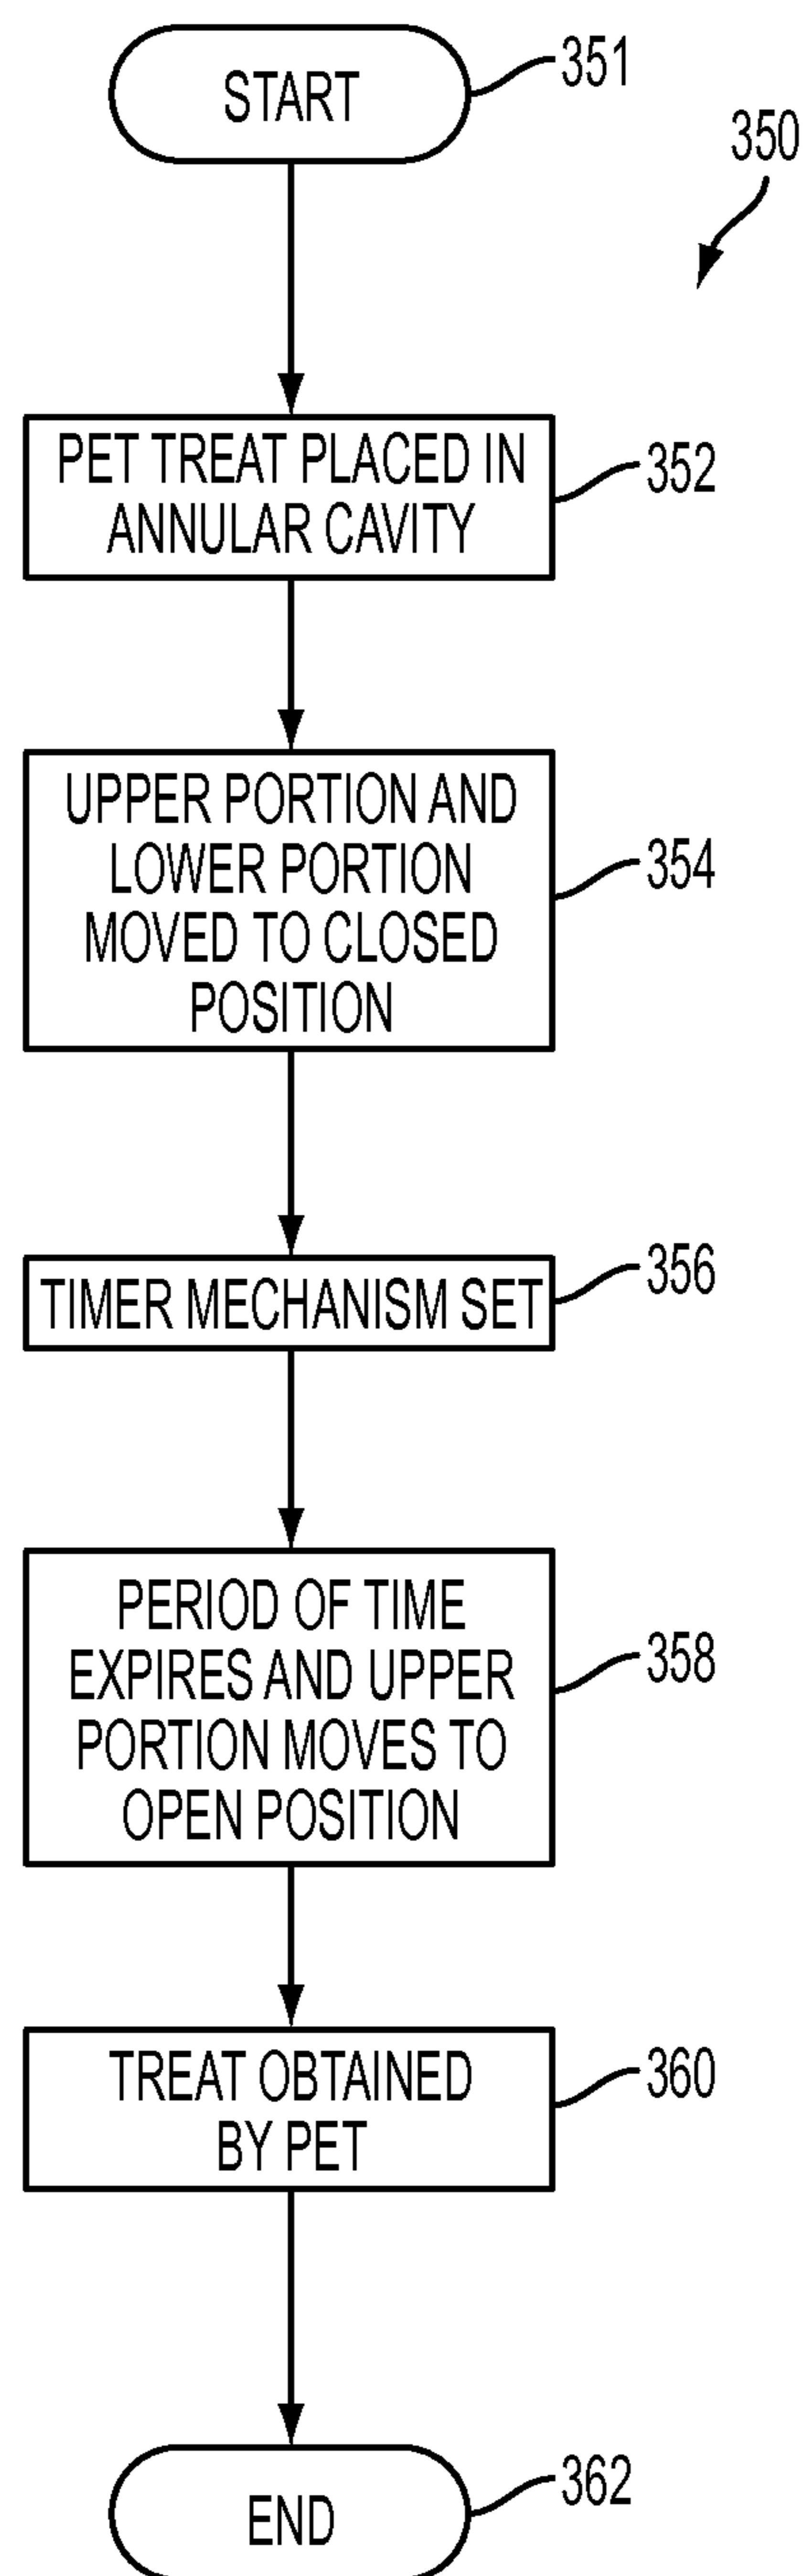 START
351
350
PET TREAT PLACED IN
ANNULAR CAVITY
352
UPPER PORTION AND
LOWER PORTION
MOVED TO CLOSED
POSITION
354
TIMER MECHANISM SET
356
PERIOD OF TIME
EXPIRES AND UPPER
PORTION MOVES TO
OPEN POSITION
358
TREAT OBTAINED
BY PET
360
END
362